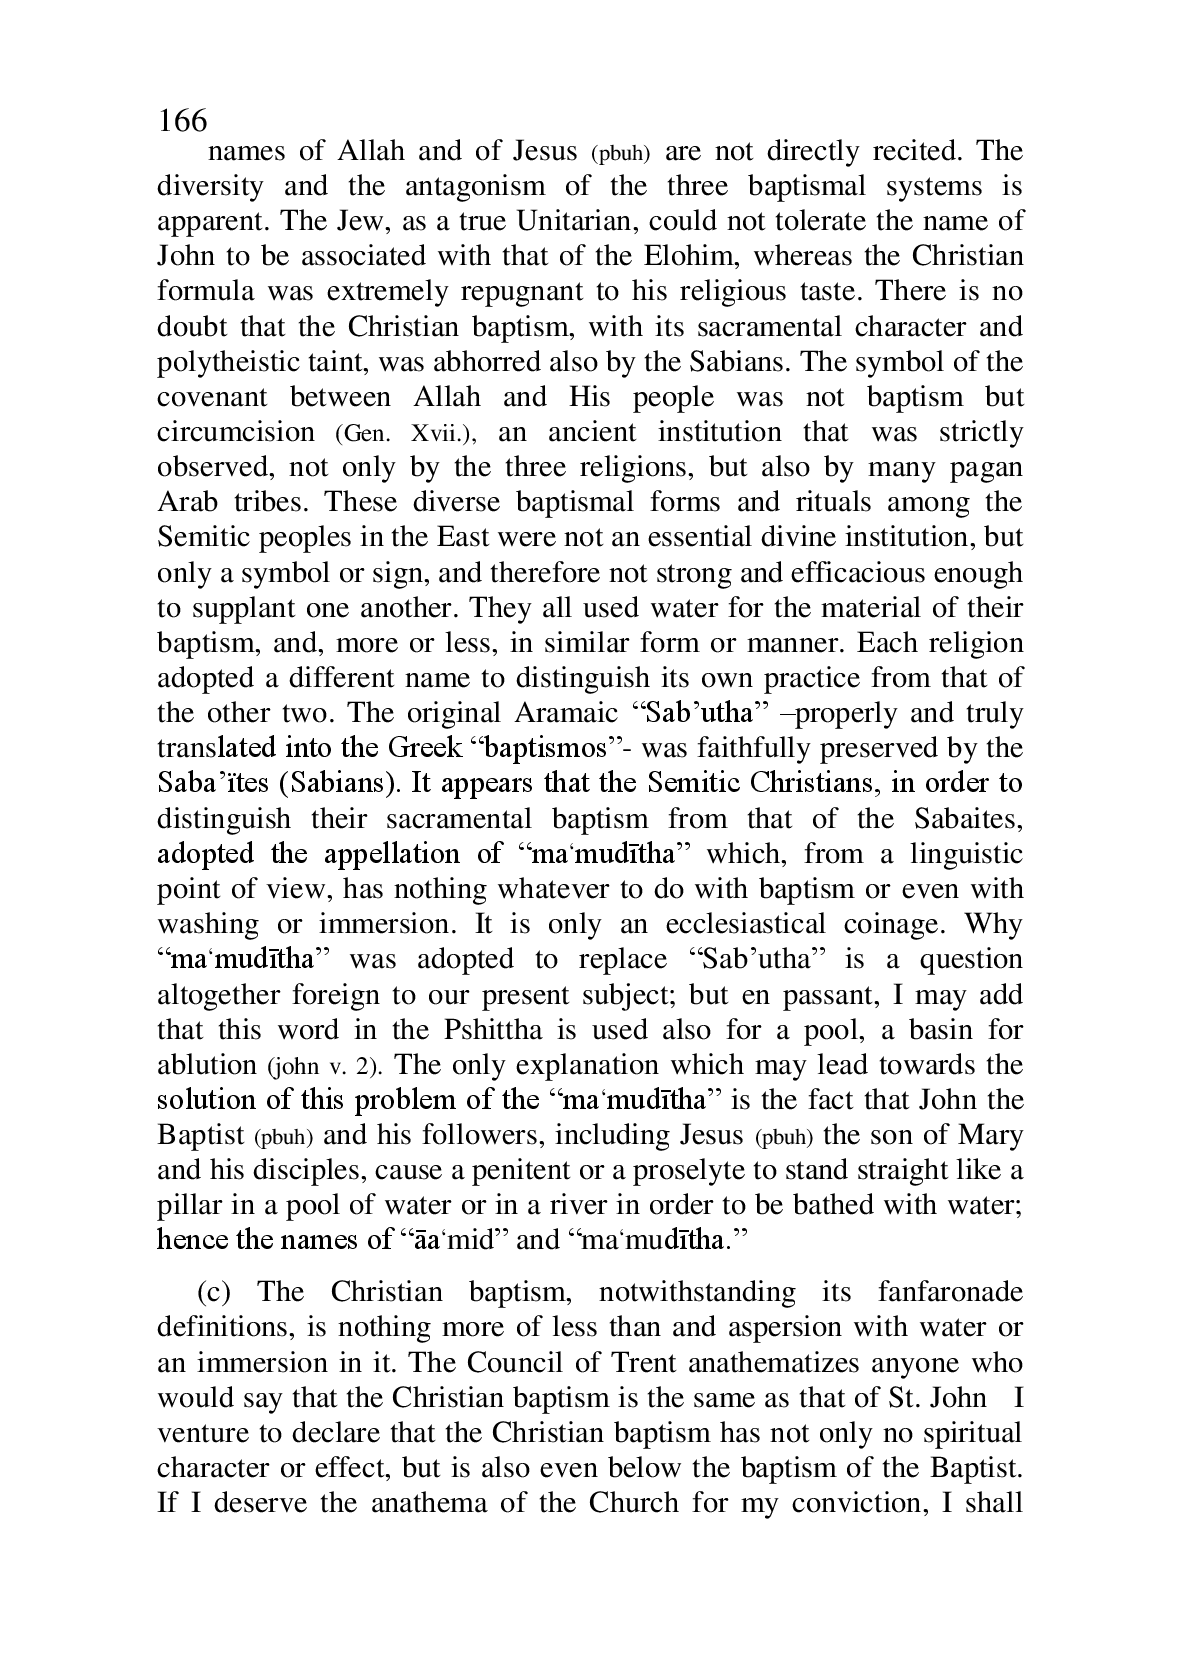 166
names of Allah and of Jesus (pbuh) are not directly recited. The
diversity and the antagonism of the three baptismal systems is
apparent. The Jew, as a true Unitarian, could not tolerate the name of
John to be associated with that of the Elohim, whereas the Christian
formula was extremely repugnant to his religious taste. There is no
doubt that the Christian baptism, with its sacramental character and
polytheistic taint, was abhorred also by the Sabians. The symbol of the
covenant between Allah and His people was not baptism but
circumcision (Gen. Xvii.), an ancient institution that was strictly
observed, not only by the three religions, but also by many pagan
Arab tribes. These diverse baptismal forms and rituals among the
Semitic peoples in the East were not an essential divine institution, but
only a symbol or sign, and therefore not strong and efficacious enough
to supplant one another. They all used water for the material of their
baptism, and, more or less, in similar form or manner. Each religion
adopted a different name to distinguish its own practice from that of
the other two. The original Aramaic “Sab’utha” –properly and truly
translated into the Greek “baptismos”- was faithfully preserved by the
Saba’ïtes (Sabians). It appears that the Semitic Christians, in order to
distinguish their sacramental baptism from that of the Sabaites,
adopted the appellation of “ma‘mudītha” which, from a linguistic
point of view, has nothing whatever to do with baptism or even with
washing or immersion. It is only an ecclesiastical coinage. Why
“ma‘mudītha” was adopted to replace “Sab’utha” is a question
altogether foreign to our present subject; but en passant, I may add
that this word in the Pshittha is used also for a pool, a basin for
ablution (john v. 2). The only explanation which may lead towards the
solution of this problem of the “ma‘mudītha” is the fact that John the
Baptist (pbuh) and his followers, including Jesus (pbuh) the son of Mary
and his disciples, cause a penitent or a proselyte to stand straight like a
pillar in a pool of water or in a river in order to be bathed with water;
hence the names of “āa‘mid” and “ma‘mudītha.”
(c) The Christian baptism, notwithstanding its fanfaronade
definitions, is nothing more of less than and aspersion with water or
an immersion in it. The Council of Trent anathematizes anyone who
would say that the Christian baptism is the same as that of St. John I
venture to declare that the Christian baptism has not only no spiritual
character or effect, but is also even below the baptism of the Baptist.
If I deserve the anathema of the Church for my conviction, I shall